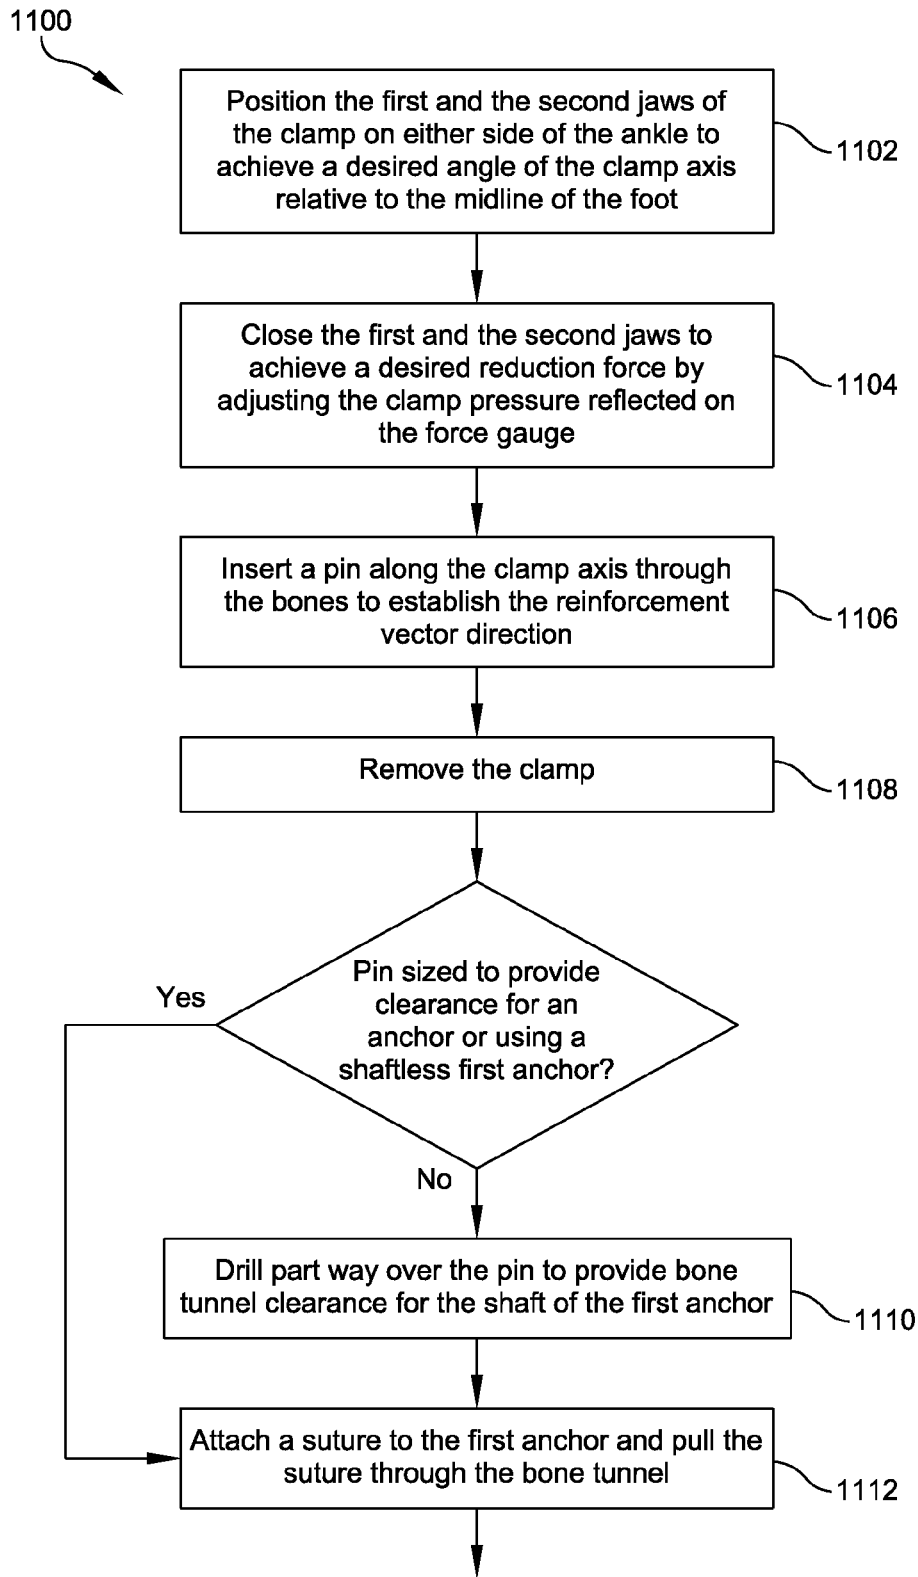 1100
Position the first and the second jaws of
the clamp on either side of the ankle to
achieve a desired angle of the clamp axis
relative to the midline of the foot
1102
Close the first and the second jaws to
achieve a desired reduction force by
adjusting the clamp pressure reflected on
the force gauge
1104
Insert a pin along the clamp axis through
the bones to establish the reinforcement
vector direction
1106
Remove the clamp
1108
Pin sized to provide
clearance for an
anchor or using a
shaftless first anchor?
Yes
No
Drill part way over the pin to provide bone
tunnel clearance for the shaft of the first anchor
1110
Attach a suture to the first anchor and pull the
suture through the bone tunnel
1112